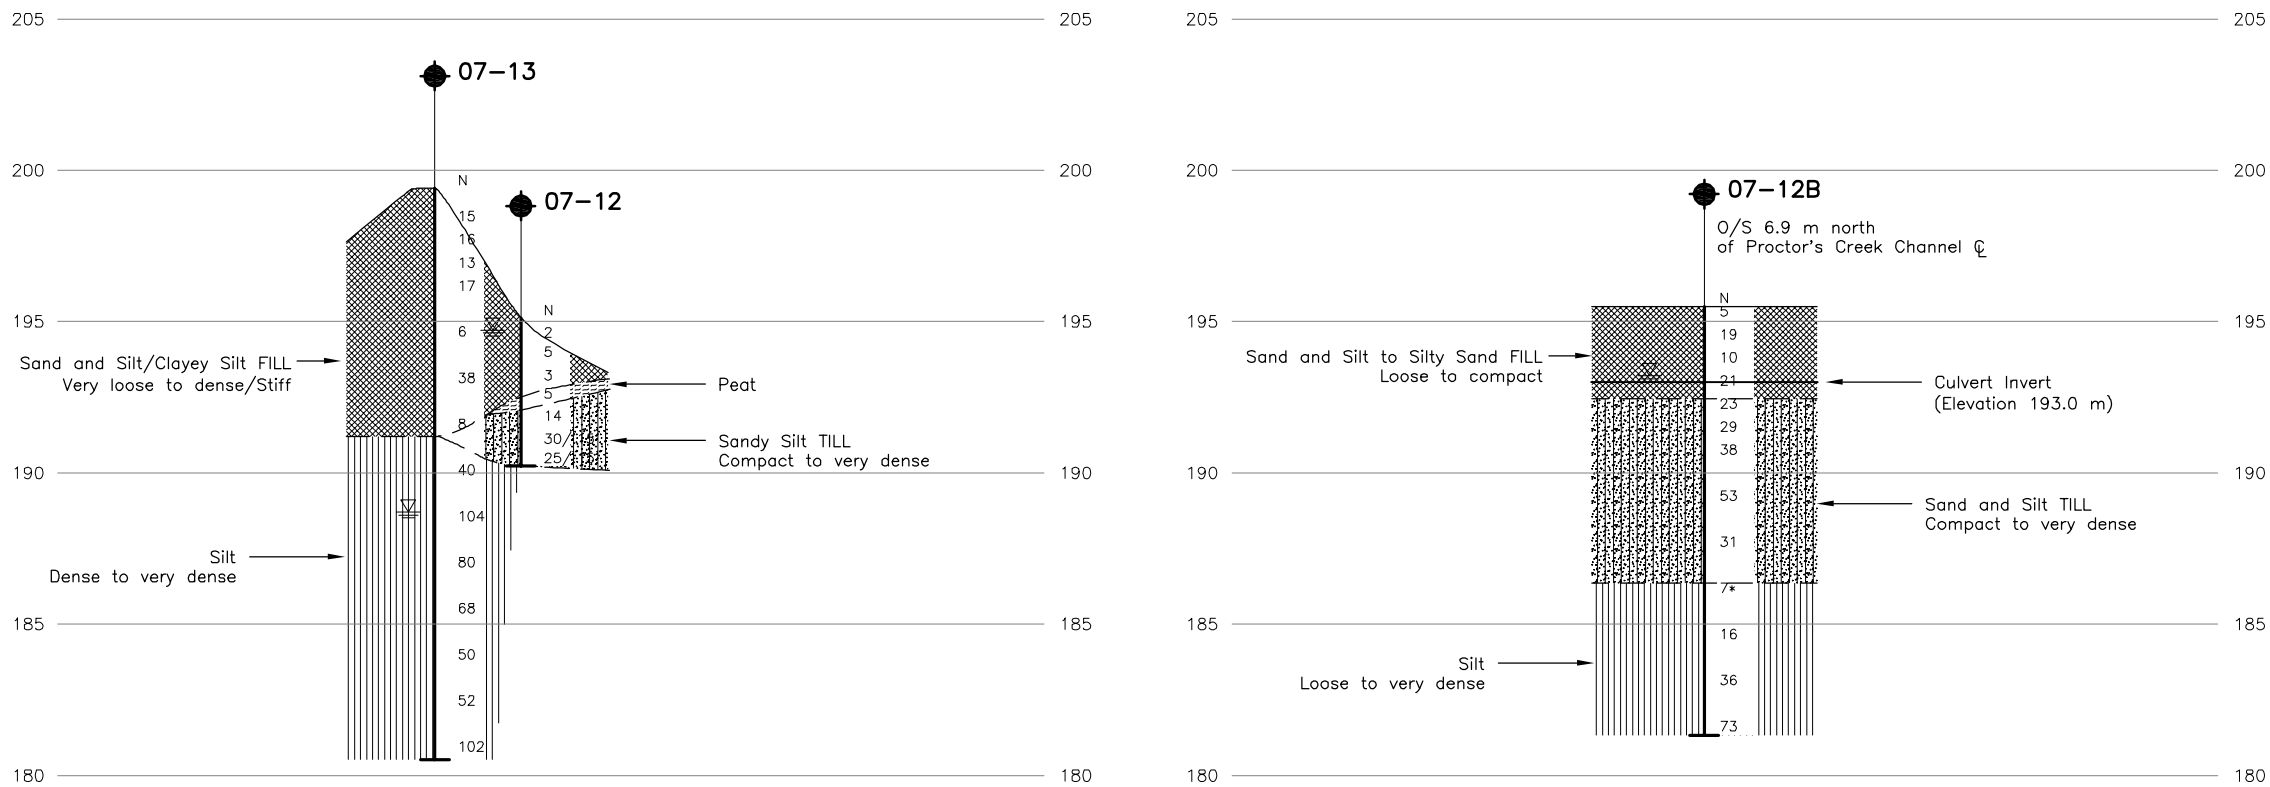 205
205
205
205
07-13
200
200
200
200
N
07-12
07-12B
15
O/S 6.9 m north
16
of Proctor's Creek Channel ℄
13
17
N
N
195
195
195
195
5
6
2
19
5
10
Sand and Silt/Clayey Silt FILL
Very loose to dense/Stiff
Sand and Silt to Silty Sand FILL
Loose to compact
38
3
21
Peat
Culvert Invert
(Elevation 193.0 m)
5
23
8
14
29
30/
38
Sandy Silt TILL
Compact to very dense
25/
40
190
190
190
190
53
104
Sand and Silt TILL
Compact to very dense
31
Silt
Dense to very dense
80
/*
68
185
185
185
185
16
50
Silt
Loose to very dense
36
52
73
102
180
180
180
180